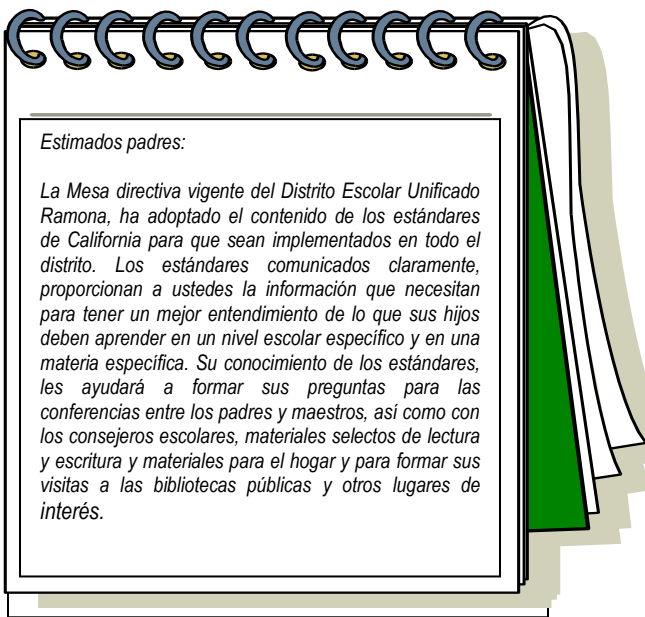 Estimados padres:
La Mesa directiva vigente del Distrito Escolar Unificado
Ramona, ha adoptado el contenido de los estándares
de California para que sean implementados en todo el
distrito. Los estándares comunicados claramente,
proporcionan a ustedes la información que necesitan
para tener un mejor entendimiento de lo que sus hijos
deben aprender en un nivel escolar específico y en una
materia específica. Su conocimiento de los estándares,
les ayudará a formar sus preguntas para las
conferencias entre los padres y maestros, así como con
los consejeros escolares, materiales selectos de lectura
y escritura y materiales para el hogar y para formar sus
visitas a las bibliotecas públicas y otros lugares de
interés.